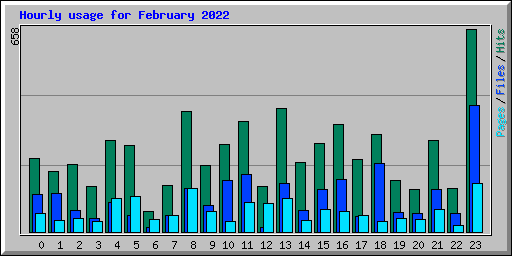 Hourly usage for February 2022
658
Pages / Files / Hits
0 1 2 3 4 5 6 7 8 9 10 11 12 13 14 15 16 17 18 19 20 21 22 23